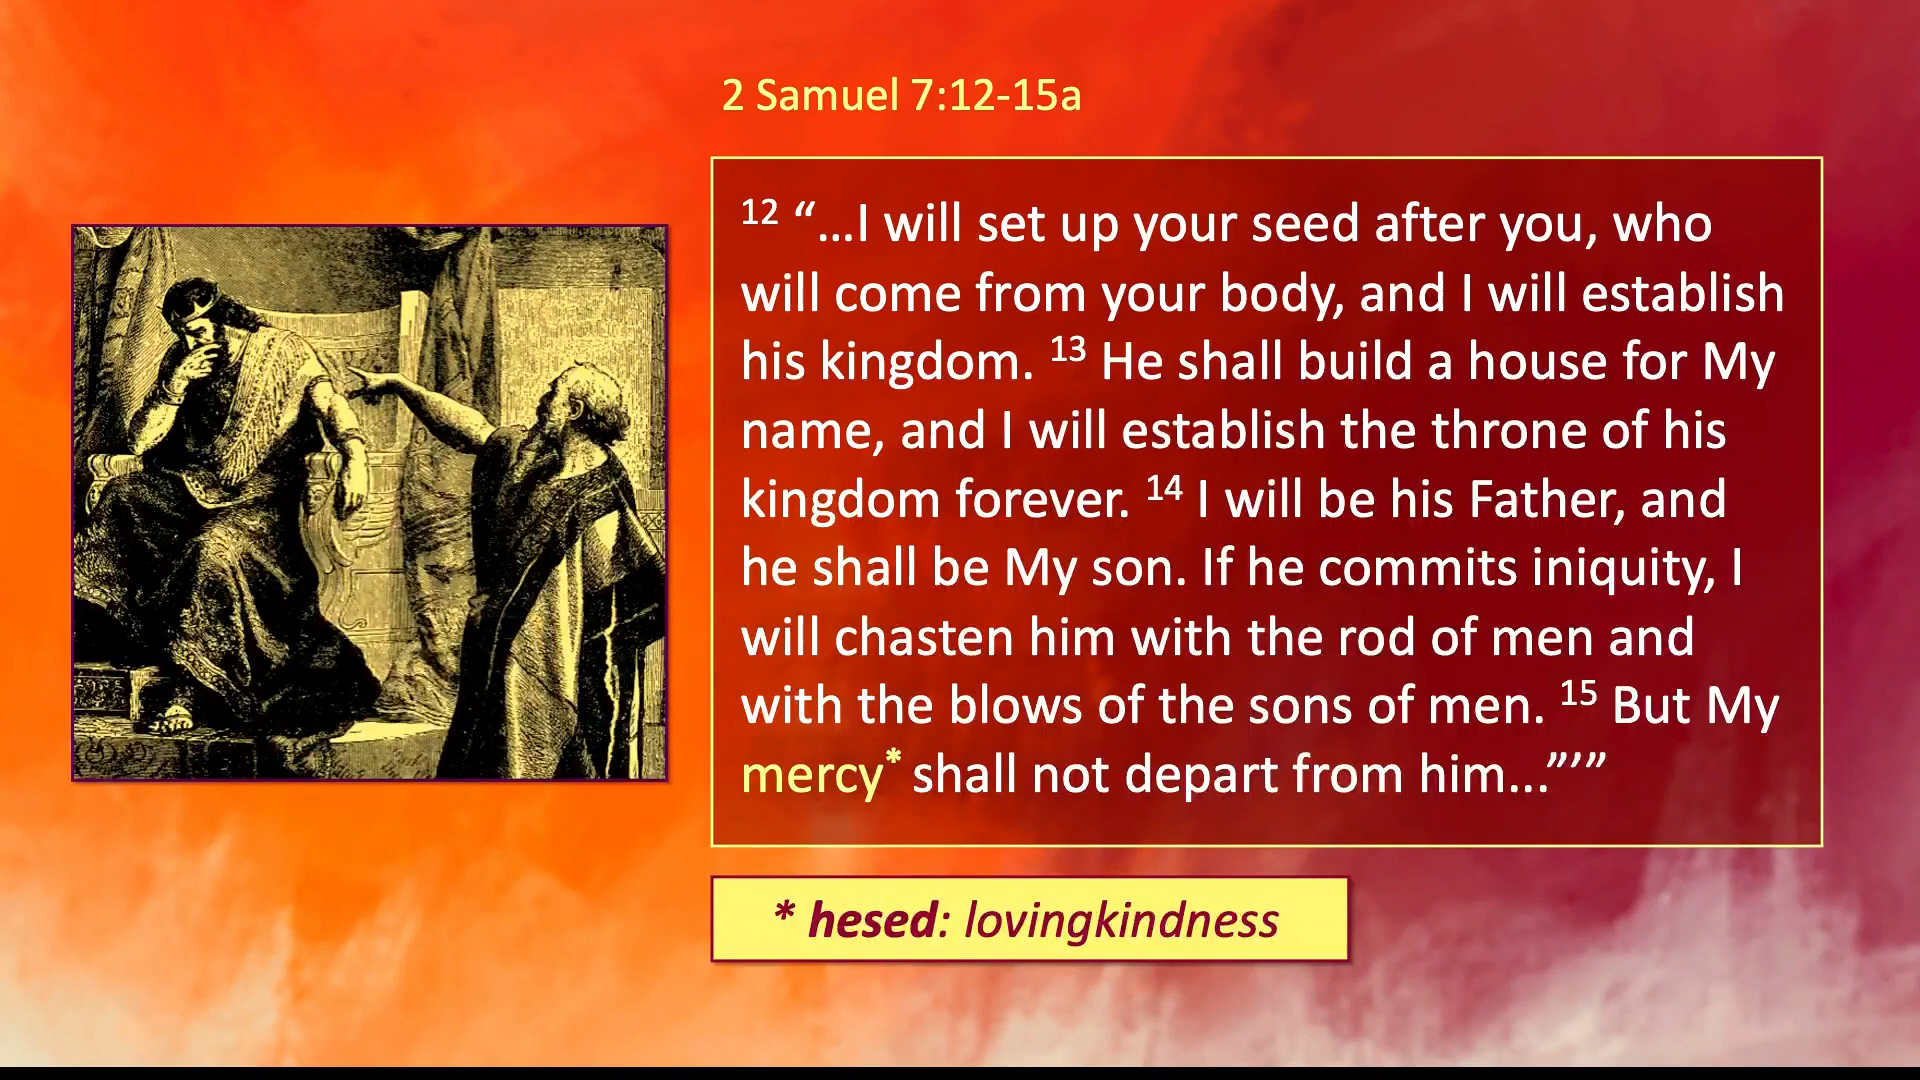 2 Samuel 7:12-15a
12 “…I will set up your seed after you, who
will come from your body, and I will establish
his kingdom. 13 He shall build a house for My
name, and I will establish the throne of his
kingdom forever. 14 I will be his Father, and
he shall be My son. If he commits iniquity, I
will chasten him with the rod of men and
with the blows of the sons of men. 15 But My
mercy* shall not depart from him...”’”
* hesed: lovingkindness